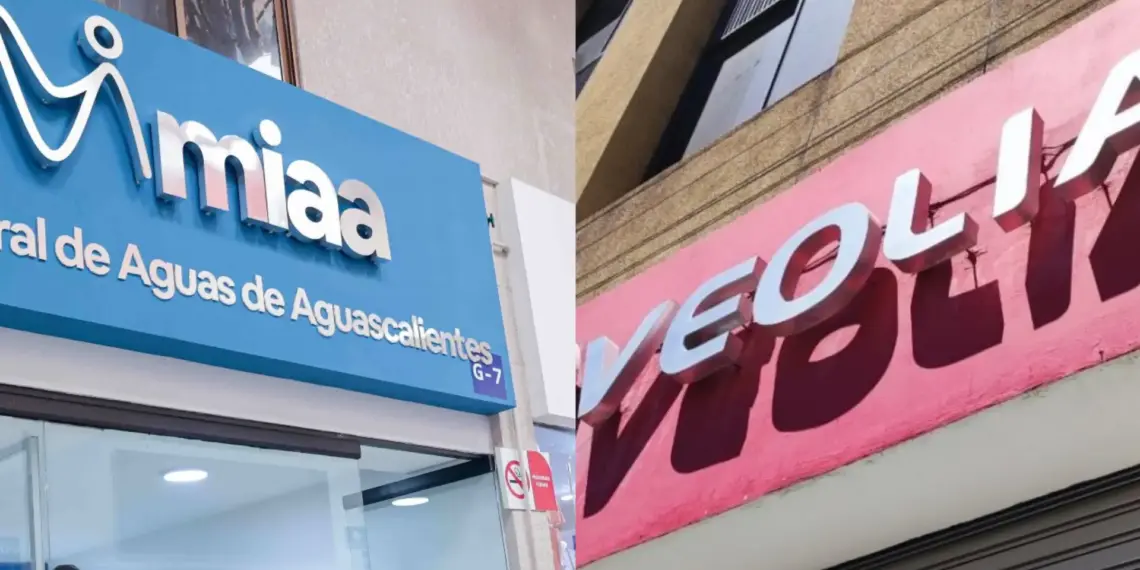 miaa
ral de Aguas de Aguascalientes
G-7
VEOLIA